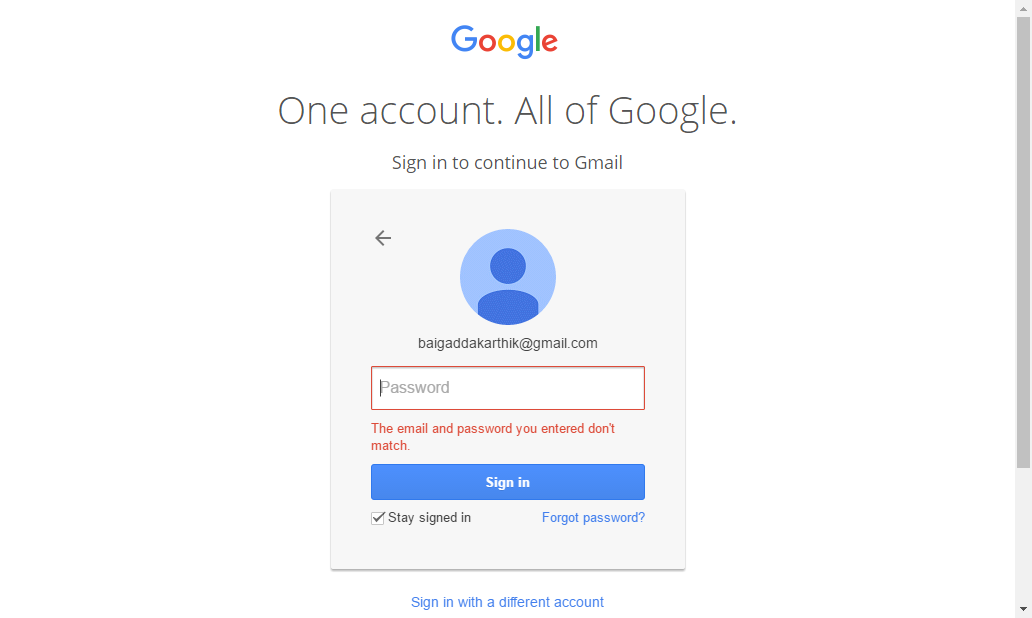 Google
One account. All of Google.
Sign in to continue to Gmail
baigaddakarthik@gmail.com
Password
The email and password you entered don't
match.
Sign in
Stay signed in
Forgot password?
Sign in with a different account